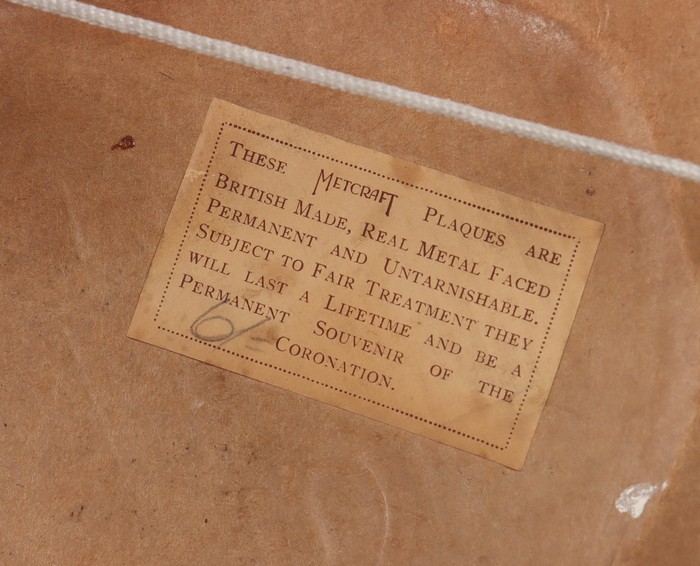 THESE METCRAFT PLAQUES ARE
BRITISH MADE, REAL METAL FACED
PERMANENT AND UNTARNISHABLE.
SUBJECT TO FAIR TREATMENT THEY
WILL LAST A LIFETIME AND BE A
PERMANENT SOUVENIR OF THE
CORONATION.
6/-